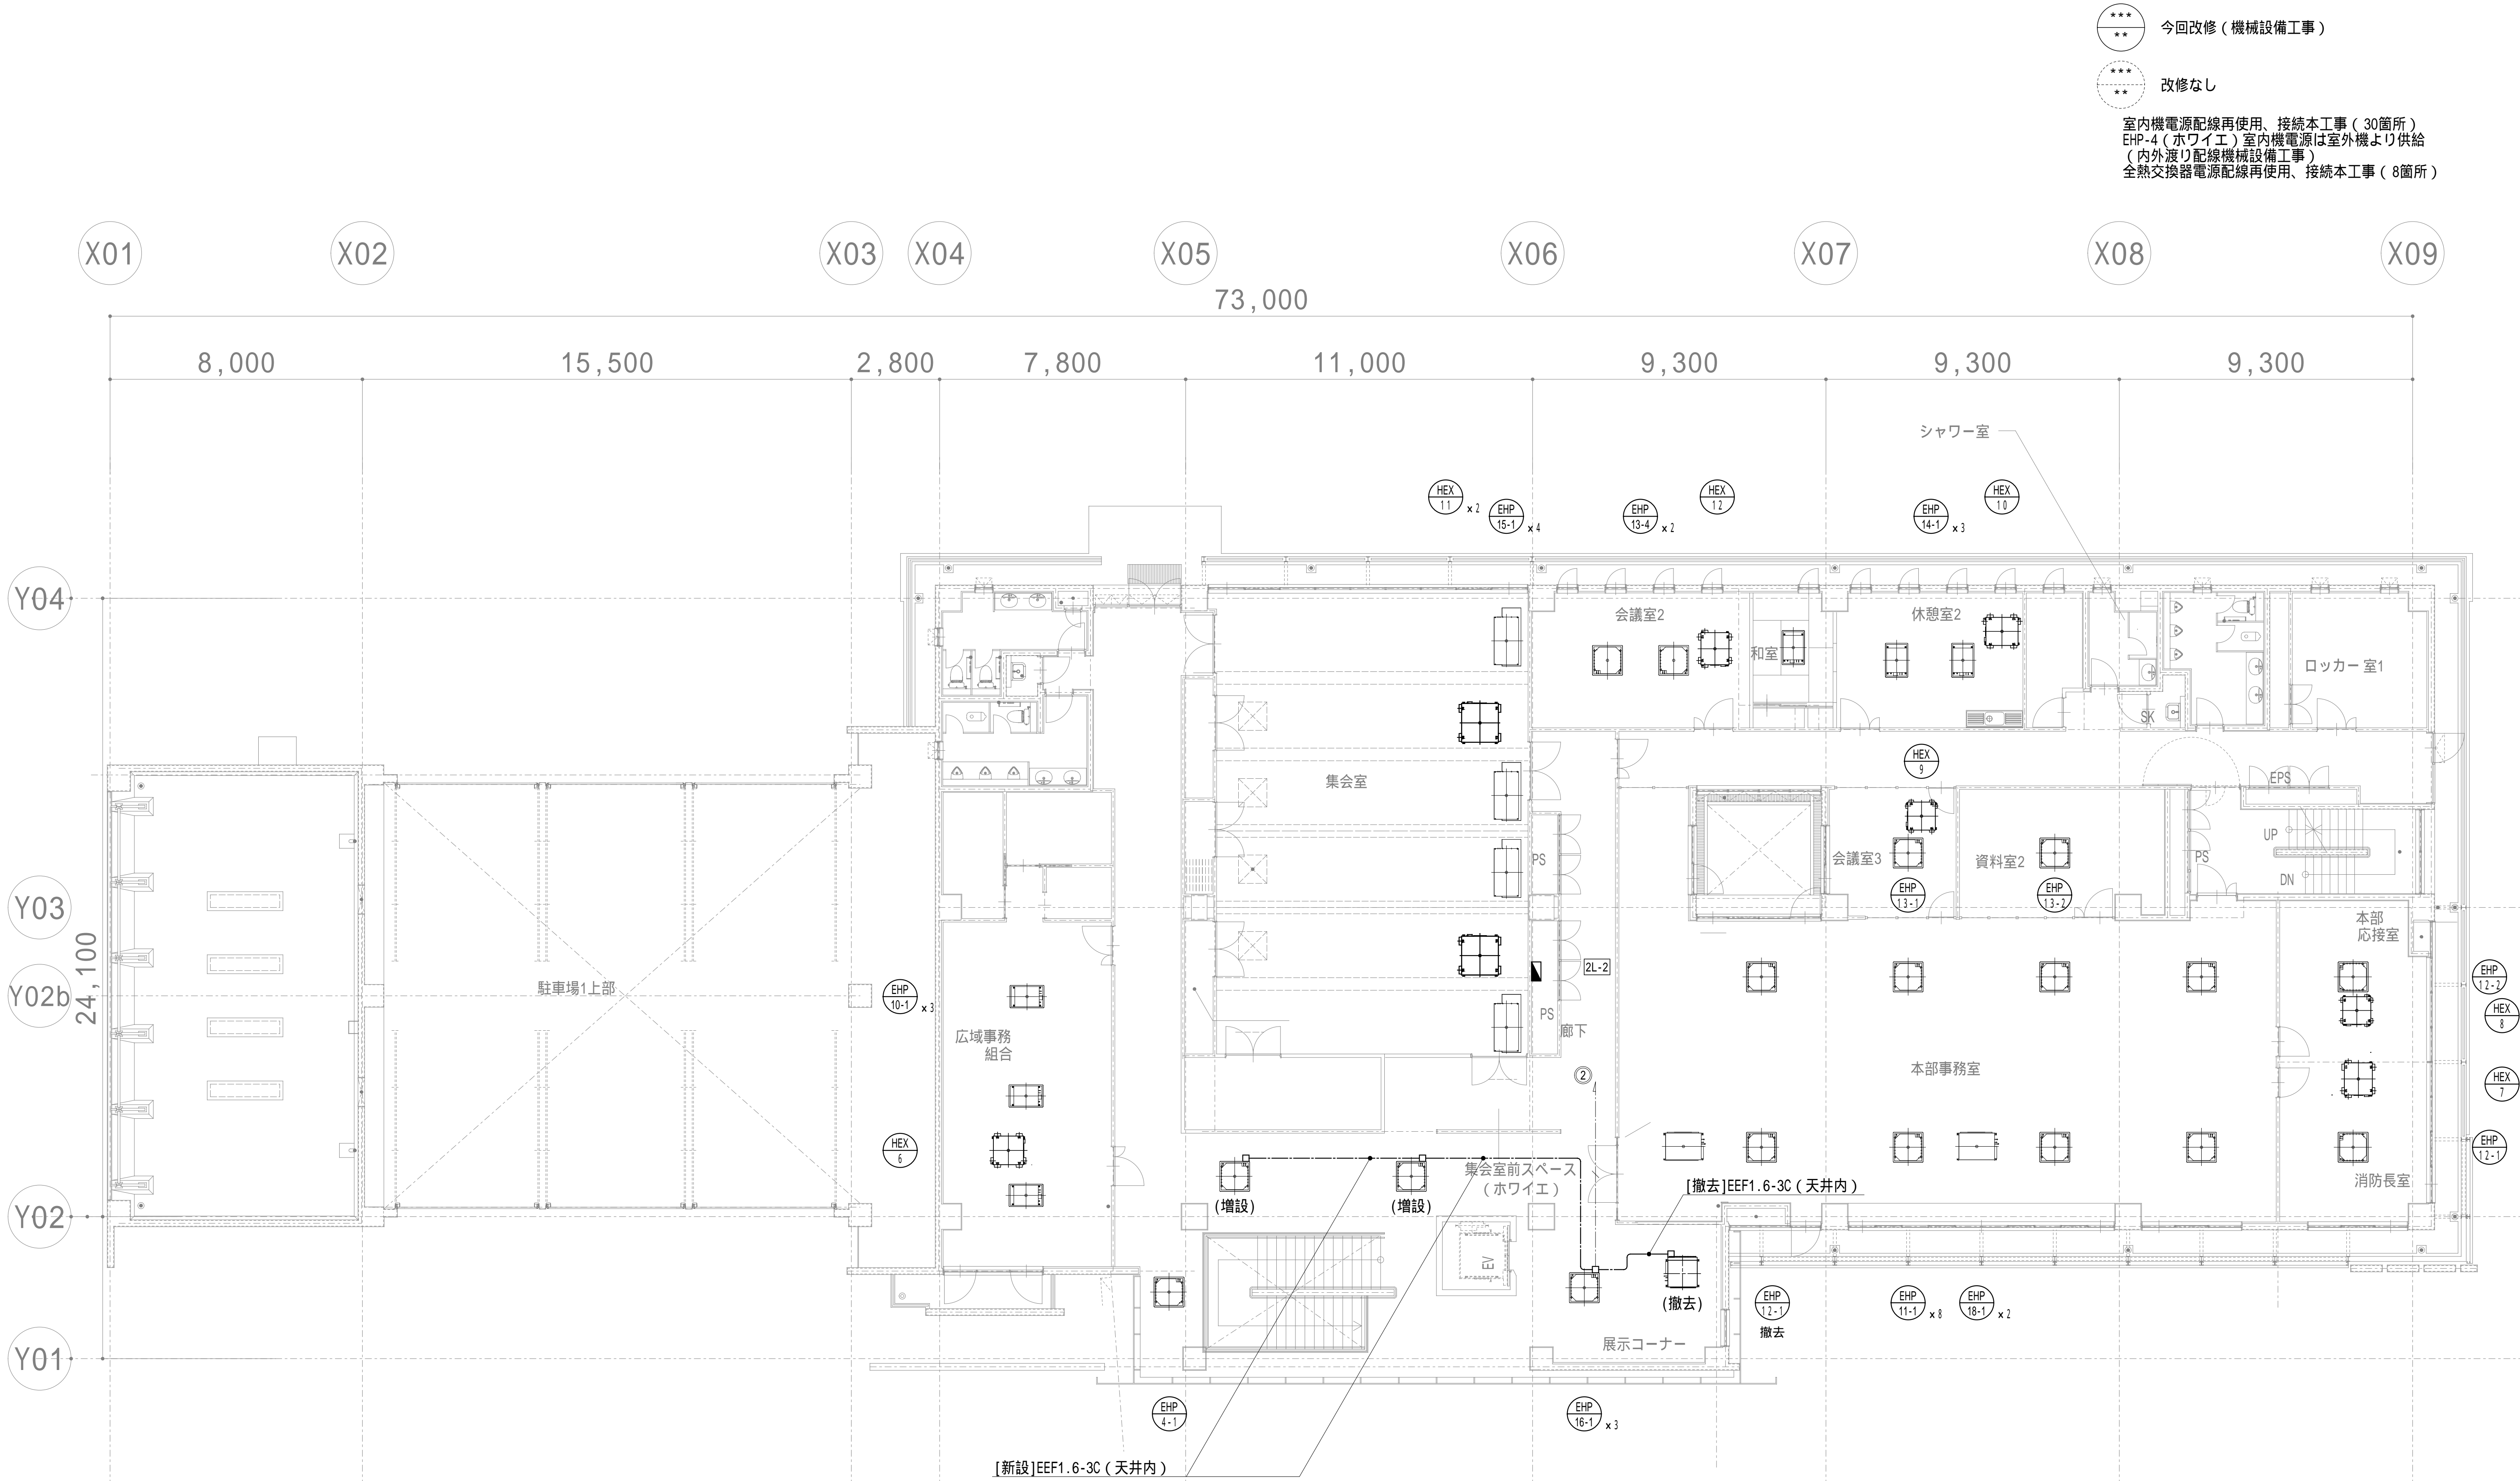 ***
**
今回改修（機械設備工事）
***
**
改修なし
室内機電源配線再使用、接続本工事（30箇所）
EHP-4（ホワイエ）室内機電源は室外機より供給
（内外渡り配線機械設備工事）
全熱交換器電源配線再使用、接続本工事（8箇所）
X01
X02
X03
X04
X05
X06
X07
X08
X09
73,000
8,000
15,500
2,800
7,800
11,000
9,300
9,300
9,300
シャワー室
HEX
11
x 2
EHP
15-1
x 4
EHP
13-4
x 2
HEX
12
EHP
14-1
x 3
HEX
10
Y04
会議室2
和室
休憩室2
ロッカー室1
SK
集会室
HEX
9
EPS
UP
PS
会議室3
資料室2
PS
DN
EHP
13-1
EHP
13-2
Y03
24,100
本部
応接室
2L-2
Y02b
駐車場1上部
EHP
10-1
x 3
EHP
12-2
HEX
8
PS
廊下
広域事務
組合
本部事務室
②
HEX
7
HEX
6
EHP
12-1
集会室前スペース
（ホワイエ）
消防長室
[撤去]EEF1.6-3C（天井内）
(増設)
(増設)
Y02
EV
(撤去)
EHP
12-1
撤去
EHP
11-1
x 8
EHP
18-1
x 2
展示コーナー
Y01
EHP
4-1
EHP
16-1
x 3
[新設]EEF1.6-3C（天井内）